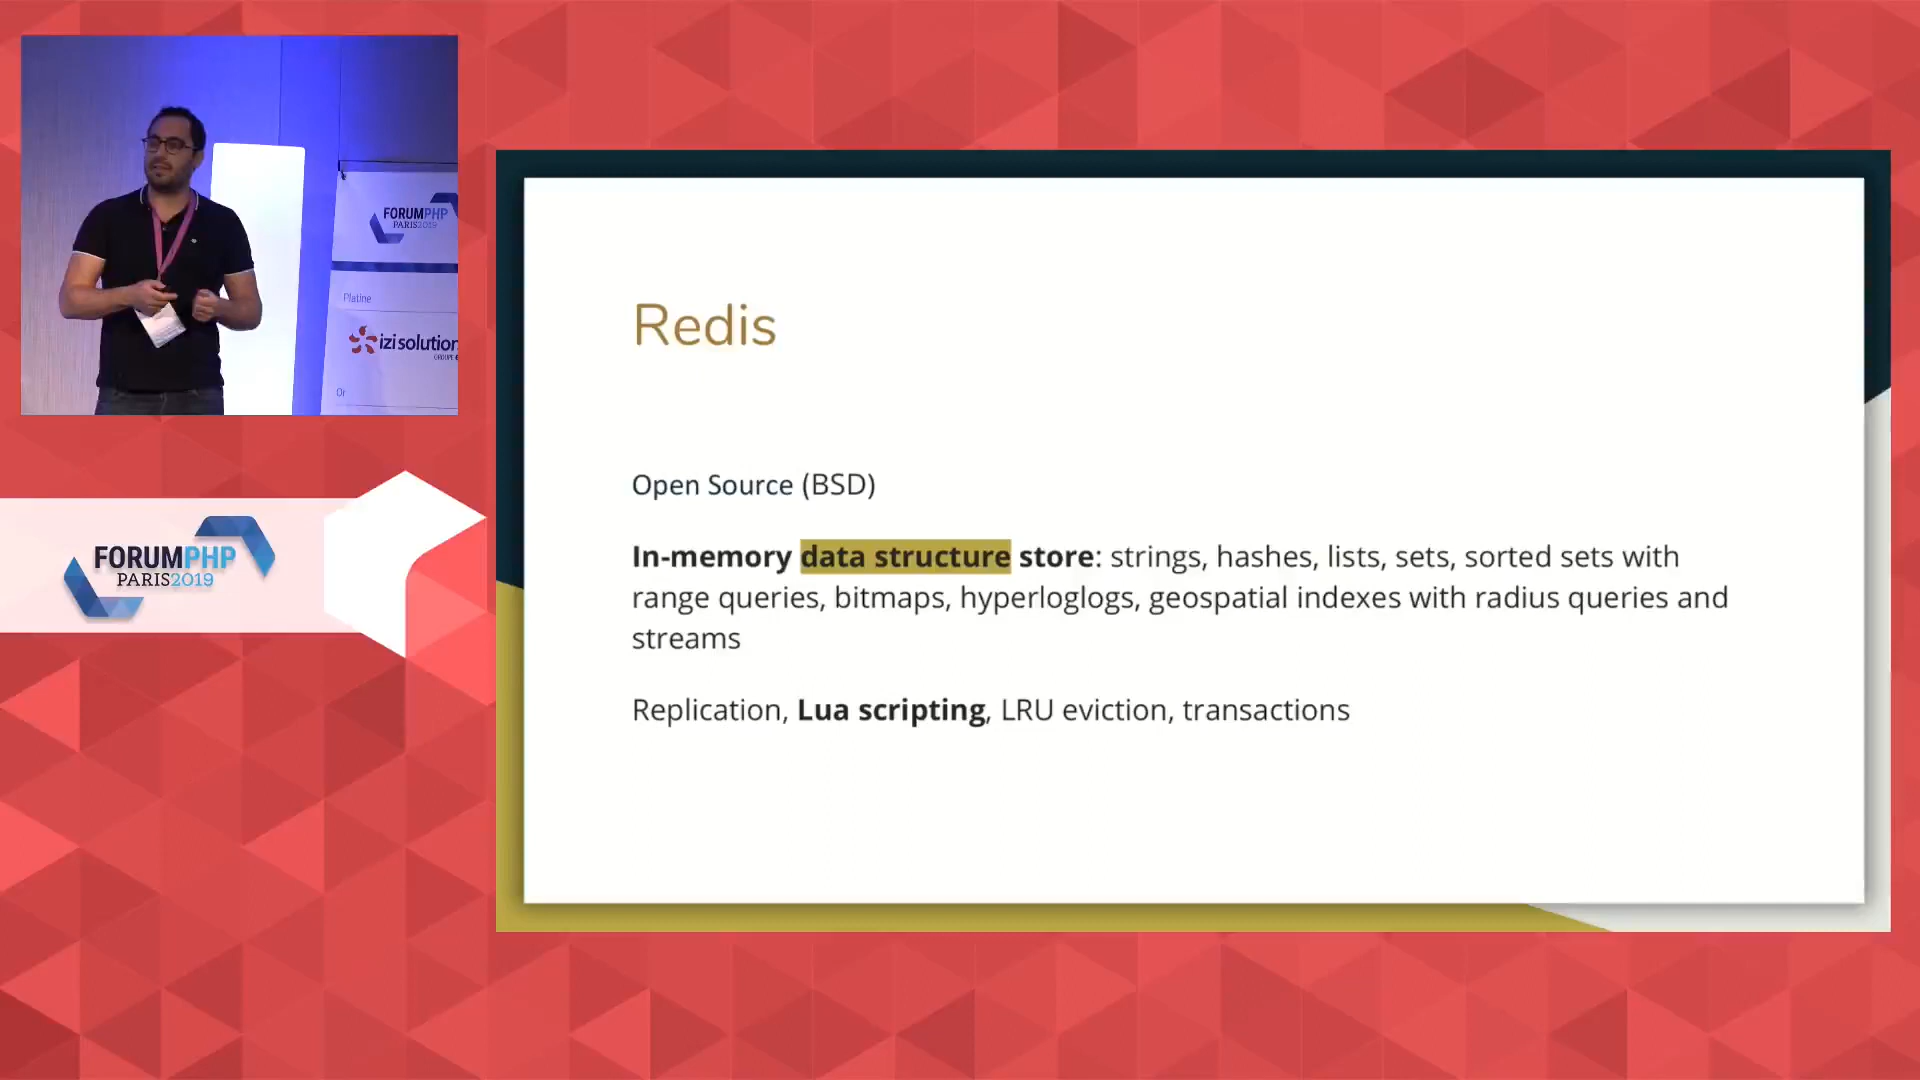 FORUMPHP
PARIS2019
Platine
izi solution
GROUPE
Or
FORUMPHP
PARIS2019
Redis
Open Source (BSD)
In-memory data structure store: strings, hashes, lists, sets, sorted sets with
range queries, bitmaps, hyperloglogs, geospatial indexes with radius queries and
streams
Replication, Lua scripting, LRU eviction, transactions